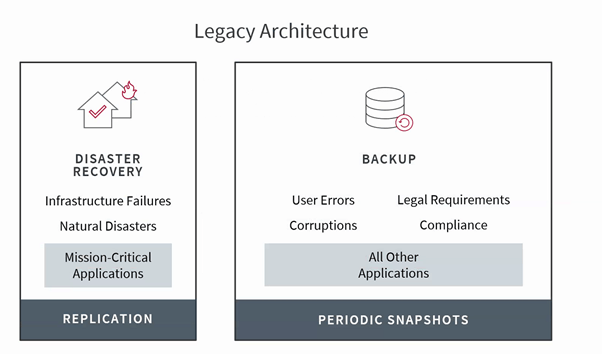 Legacy Architecture
DISASTER
RECOVERY
Infrastructure Failures
Natural Disasters
Mission-Critical
Applications
REPLICATION
BACKUP
User Errors
Legal Requirements
Corruptions
Compliance
All Other
Applications
PERIODIC SNAPSHOTS